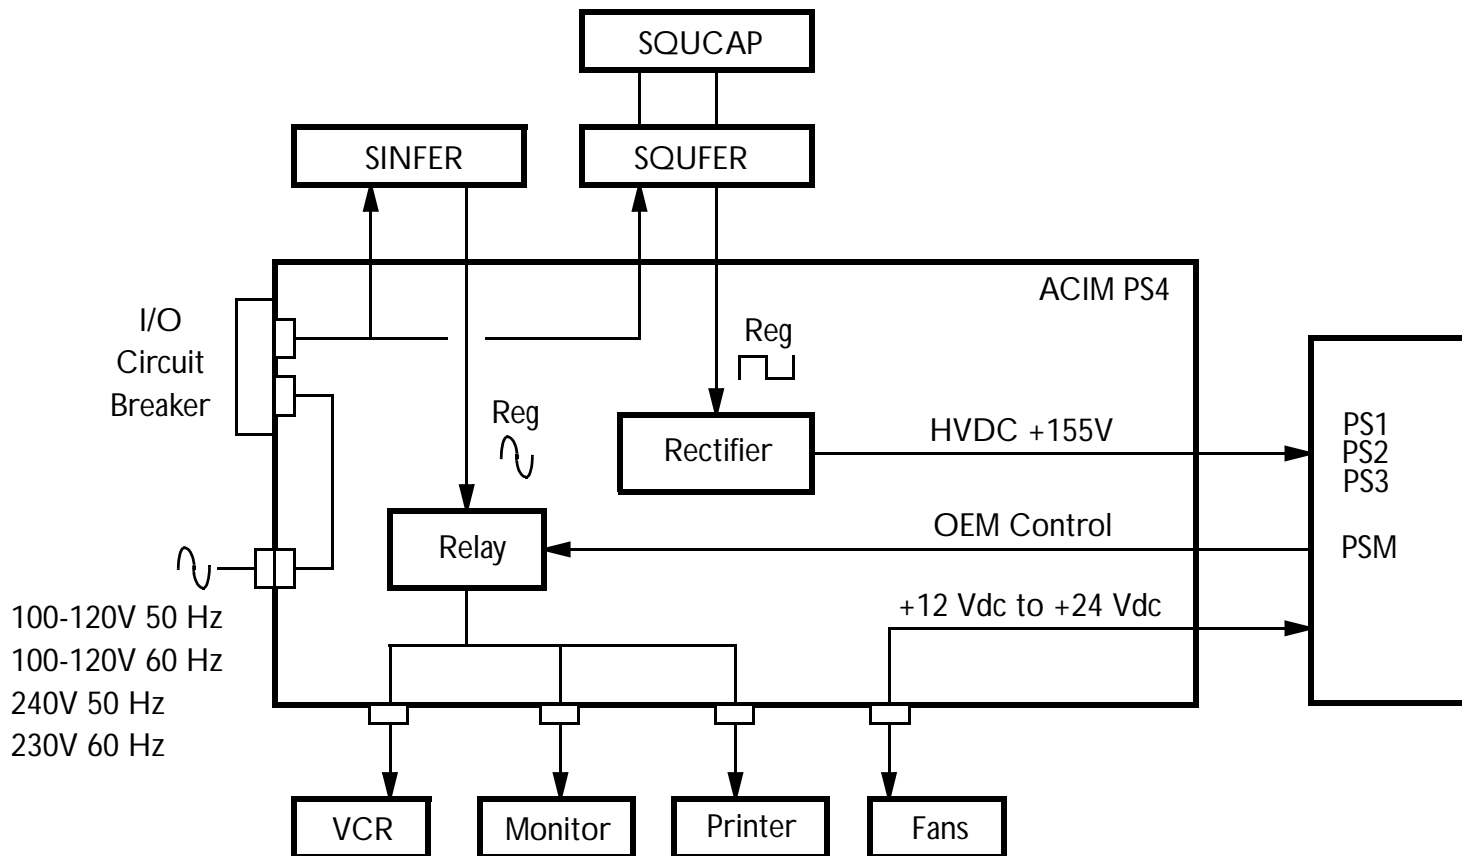 SQUCAP
SINFER
SQUFER
ACIM PS4
I/O
Circuit
Breaker
Reg
Reg
Rectifier
HVDC +155V
PS1
PS2
PS3
Relay
OEM Control
PSM
+12 Vdc to +24 Vdc
100-120V 50 Hz
100-120V 60 Hz
240V 50 Hz
230V 60 Hz
VCR
Monitor
Printer
Fans